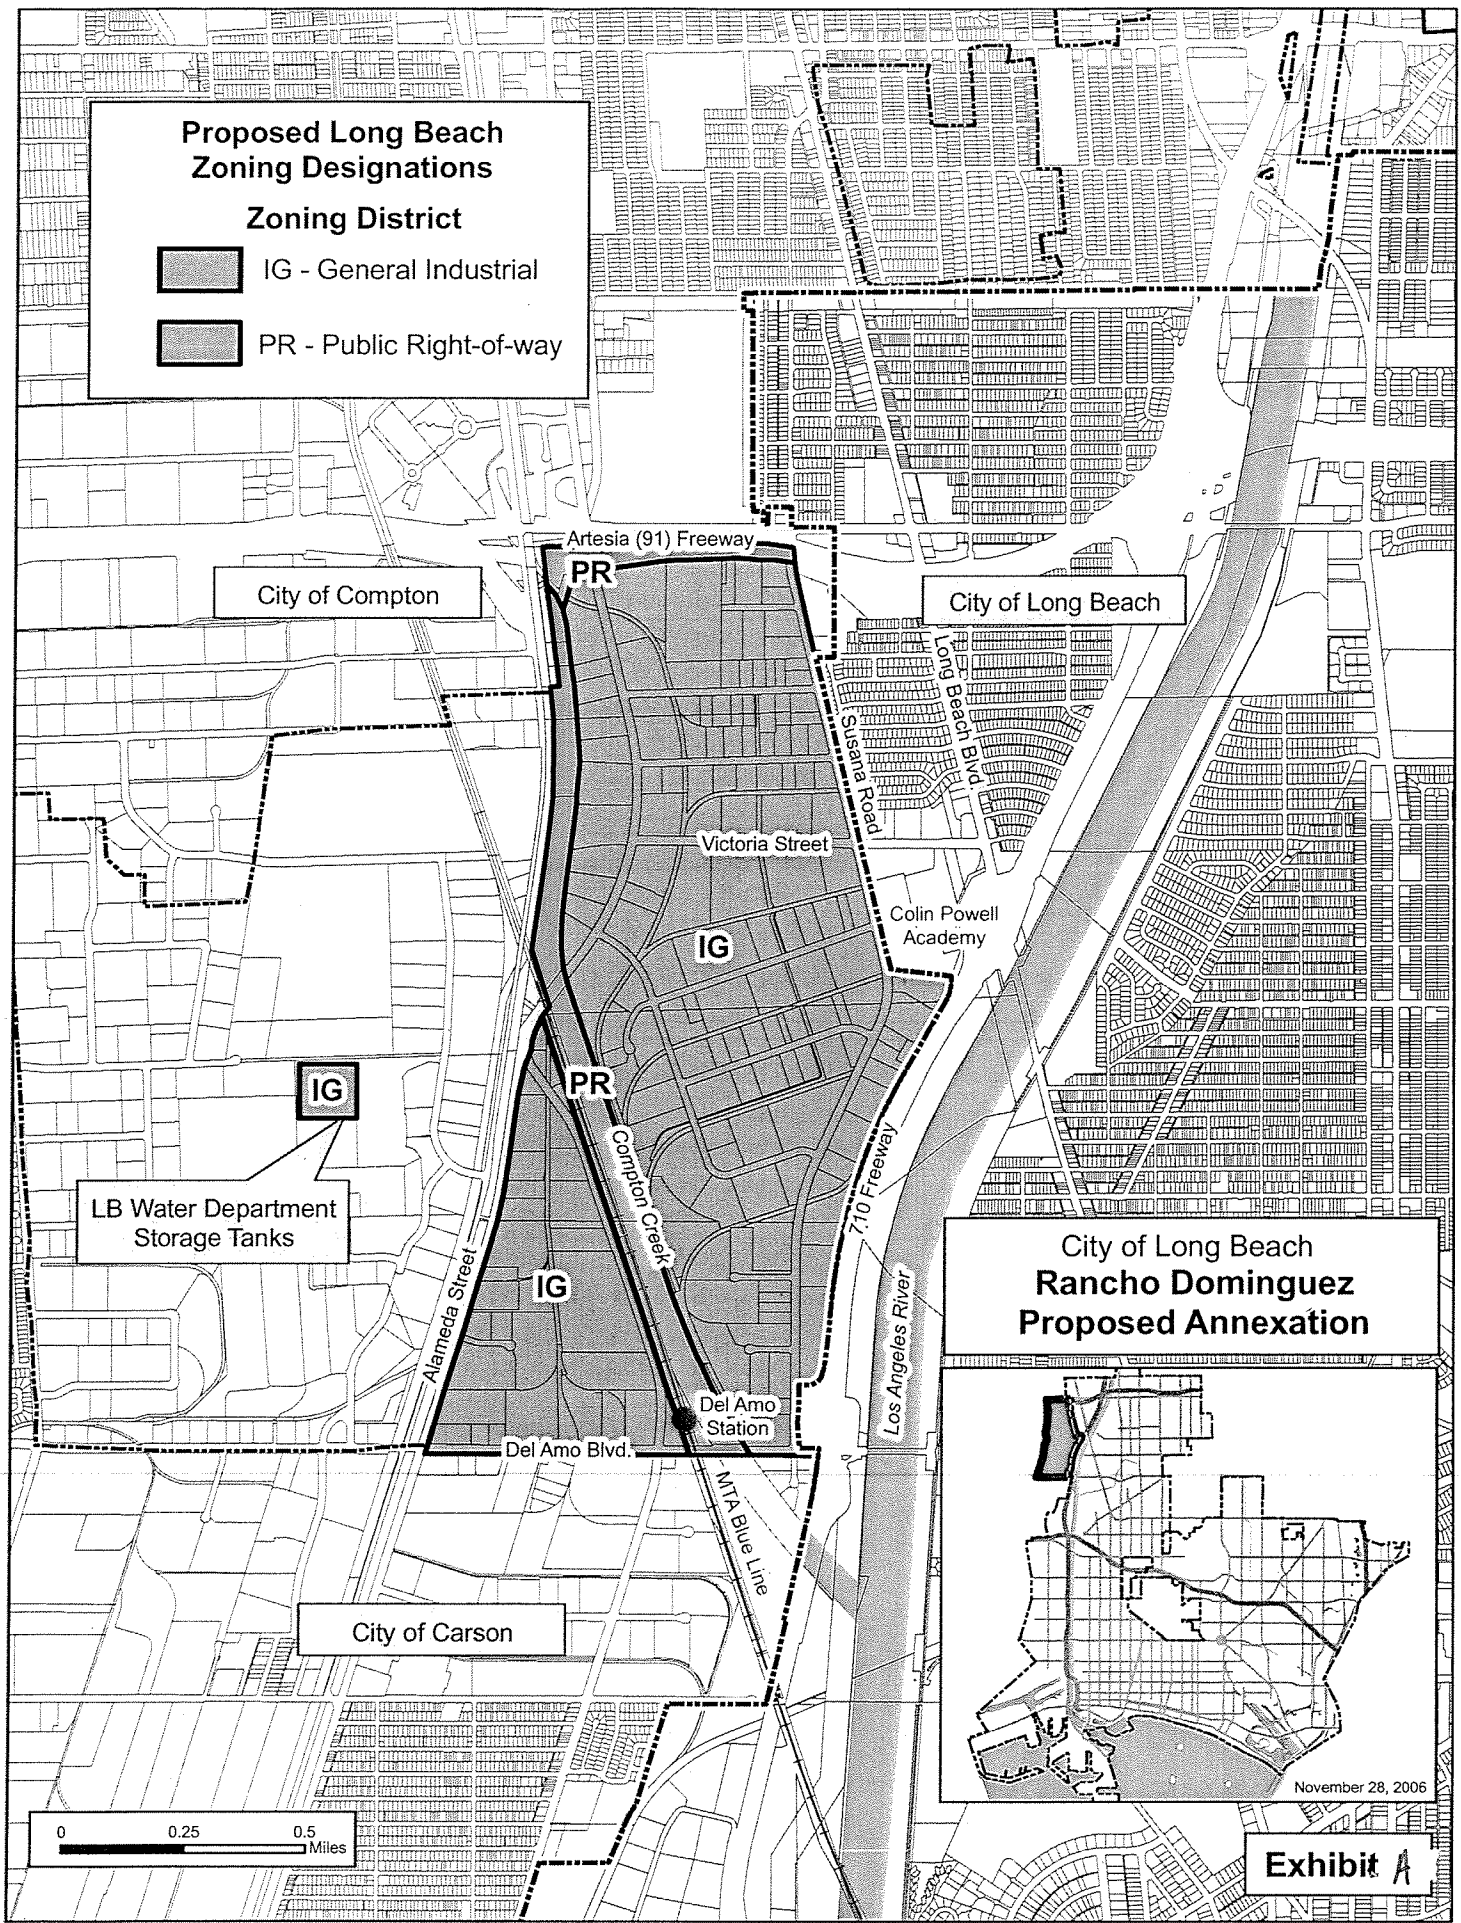 Proposed Long Beach
Zoning Designations
Zoning District
IG - General Industrial
PR - Public Right-of-way
Artesia (91) Freeway
PR
City of Compton
City of Long Beach
Long Beach Blvd.
Susana Road
Victoria Street
Colin Powell
Academy
IG
IG
PR
Compton Creek
710 Freeway
LB Water Department
Storage Tanks
Alameda Street
IG
Los Angeles River
City of Long Beach
Rancho Dominguez
Proposed Annexation
Del Amo
Station
Del Amo Blvd.
MTA Blue Line
City of Carson
November 28, 2006
0 0.25 0.5
Miles
Exhibit A